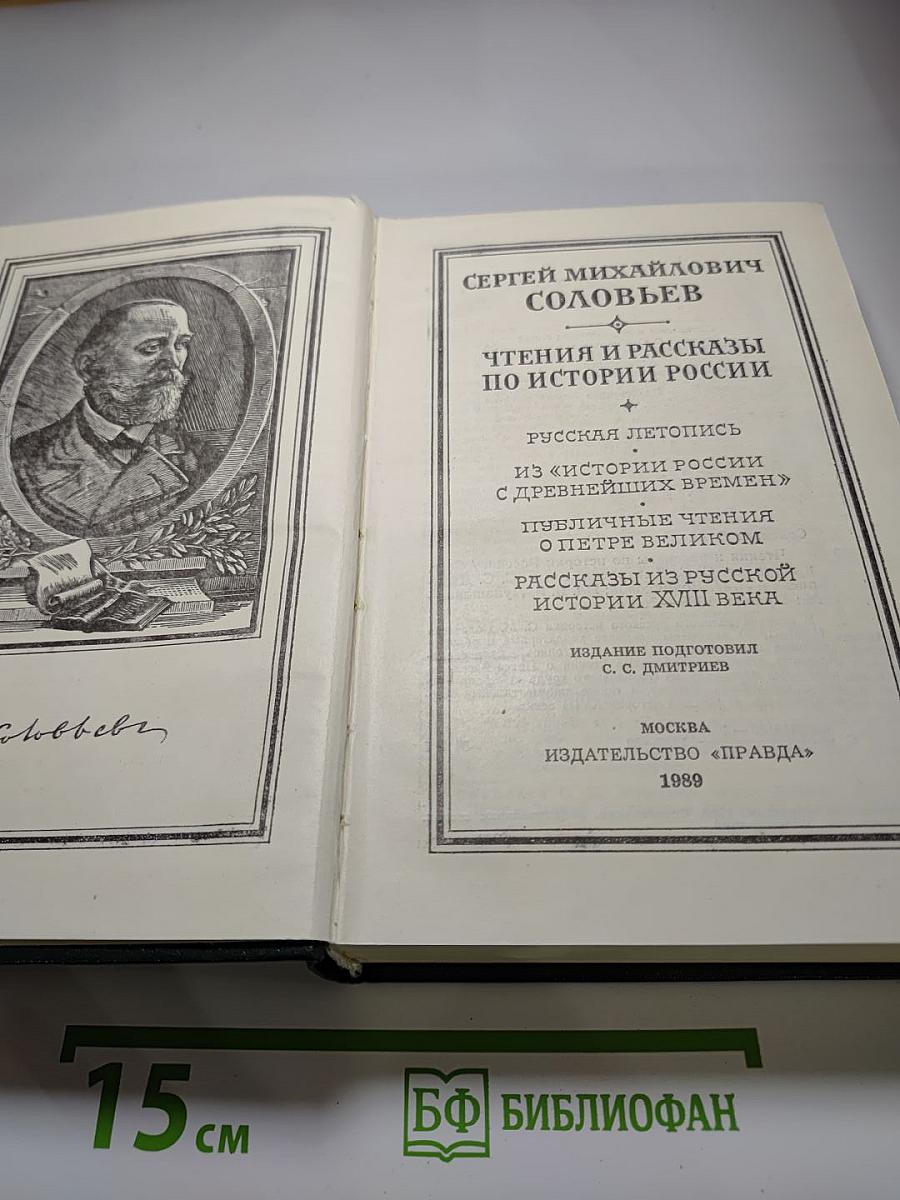 СЕРГЕЙ МИХАЙЛОВИЧ
СОЛОВЬЕВ
ЧТЕНИЯ И РАССКАЗЫ
ПО ИСТОРИИ РОССИИ
РУССКАЯ ЛЕТОПИСЬ
ИЗ «ИСТОРИИ РОССИИ
С ДРЕВНЕЙШИХ ВРЕМЕН»
ПУБЛИЧНЫЕ ЧТЕНИЯ
О ПЕТРЕ ВЕЛИКОМ
РАССКАЗЫ ИЗ РУССКОЙ
ИСТОРИИ XVIII ВЕКА
ИЗДАНИЕ ПОДГОТОВИЛ
С. С. ДМИТРИЕВ
МОСКВА
ИЗДАТЕЛЬСТВО «ПРАВДА»
1989
15 см
БФ БИБЛИОФАН